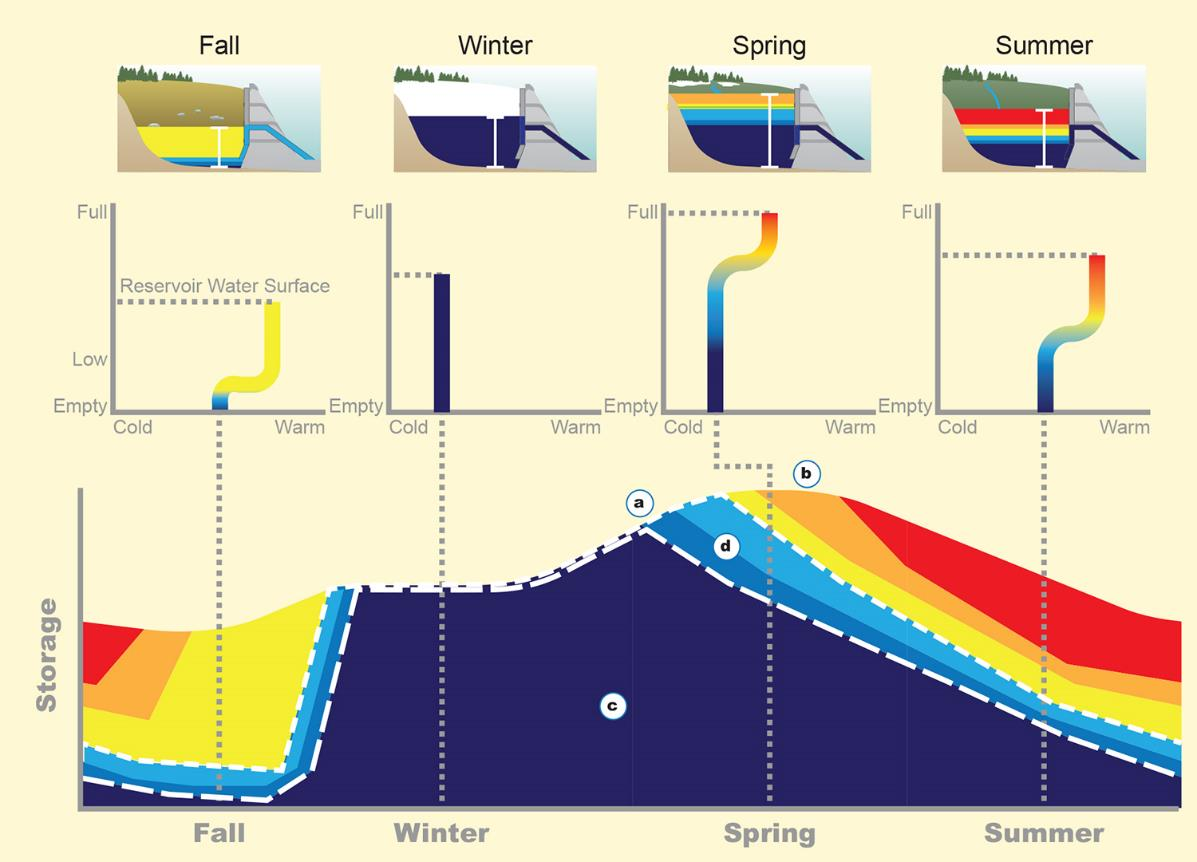 Fall
Winter
Spring
Summer
Full
Reservoir Water Surface
Low
Empty
Cold
Warm
Full
Empty
Cold
Warm
Full
Empty
Cold
Warm
Full
Empty
Cold
Warm
Storage
a
b
d
c
Fall
Winter
Spring
Summer